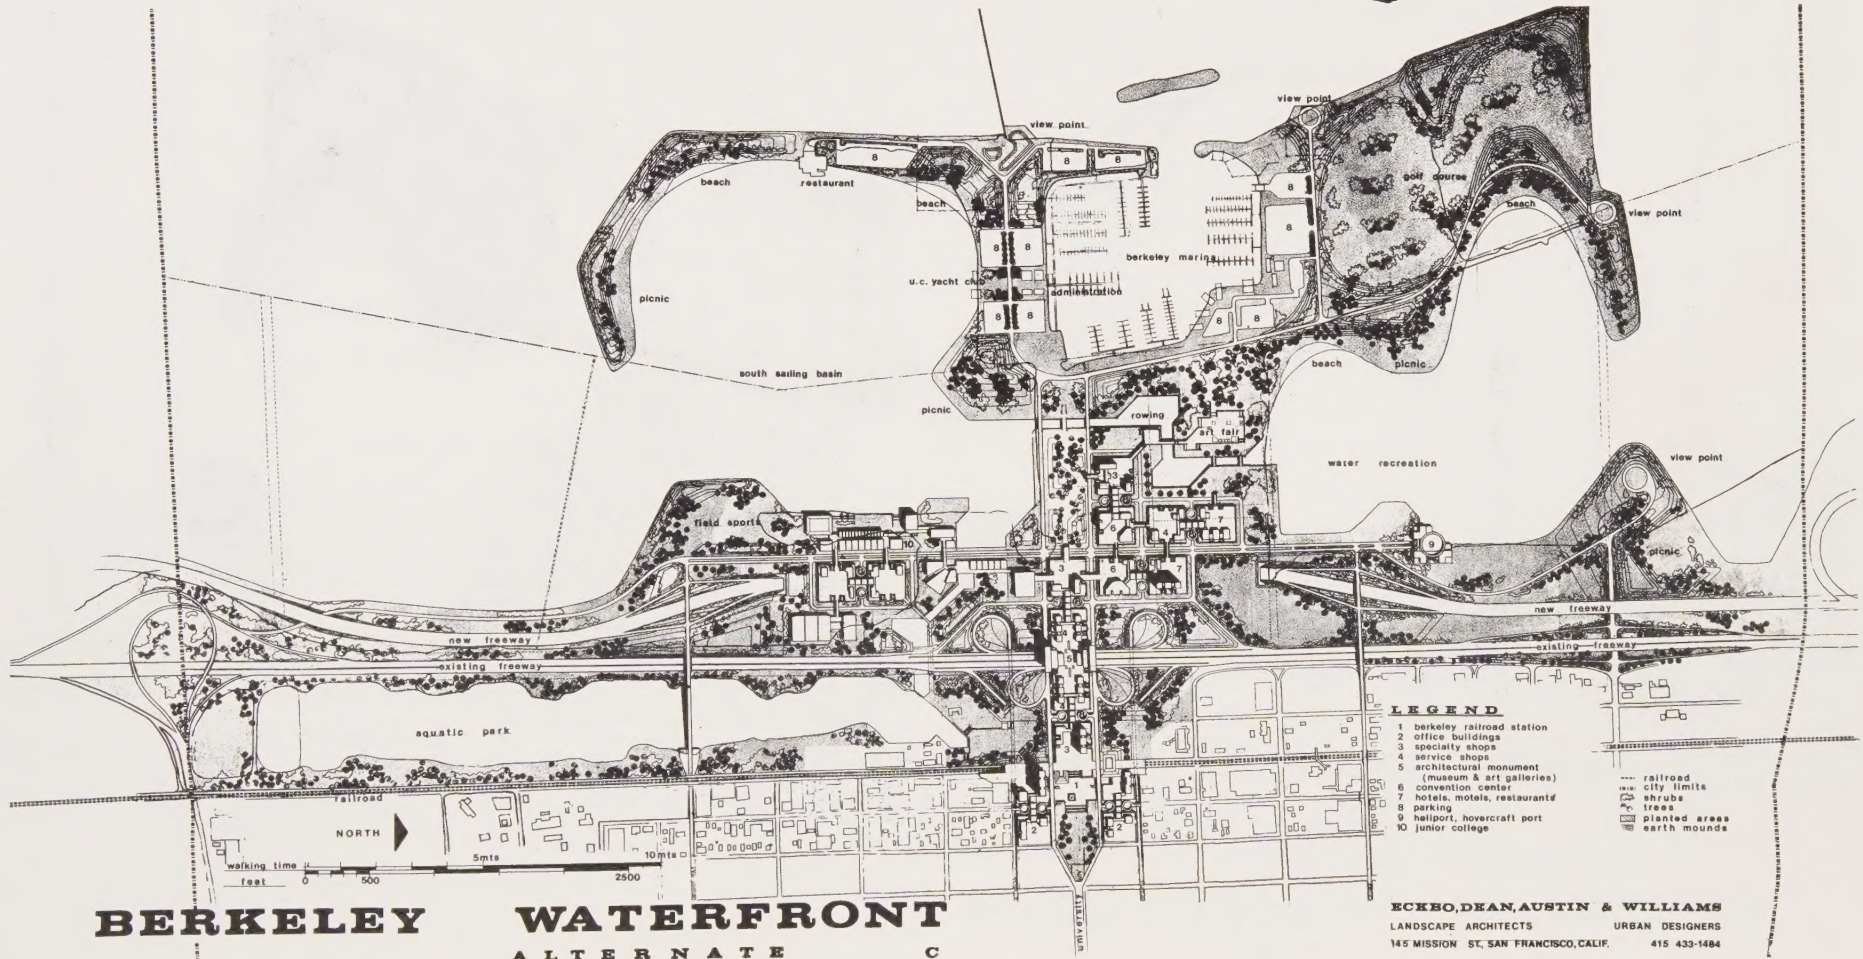 view point
view point
8
8
8
beach
restaurant
beach
8
golf course
beach
view point
8
8
8
berkeley marina
u.c. yacht club
administration
picnic
8
8
8
8
south sailing basin
beach
picnic
picnic
rowing
art fair
water recreation
view point
3
field sports
6
4
7
10
9
picnic
3
3
6
7
new freeway
new freeway
4
existing freeway
5
existing freeway
aquatic park
3
railroad
1
2
2
NORTH
walking time
5mts
10mts
feet
0
500
2500
university
LEGEND
1 berkeley railroad station
2 office buildings
3 specialty shops
4 service shops
5 architectural monument
(museum & art galleries)
6 convention center
7 hotels, motels, restaurants
8 parking
9 heliport, hovercraft port
10 junior college
railroad
city limits
shrubs
trees
planted areas
earth mounds
BERKELEY WATERFRONT
ALTERNATE C
ECKBO, DEAN, AUSTIN & WILLIAMS
LANDSCAPE ARCHITECTS URBAN DESIGNERS
145 MISSION ST., SAN FRANCISCO, CALIF. 415 433-1484